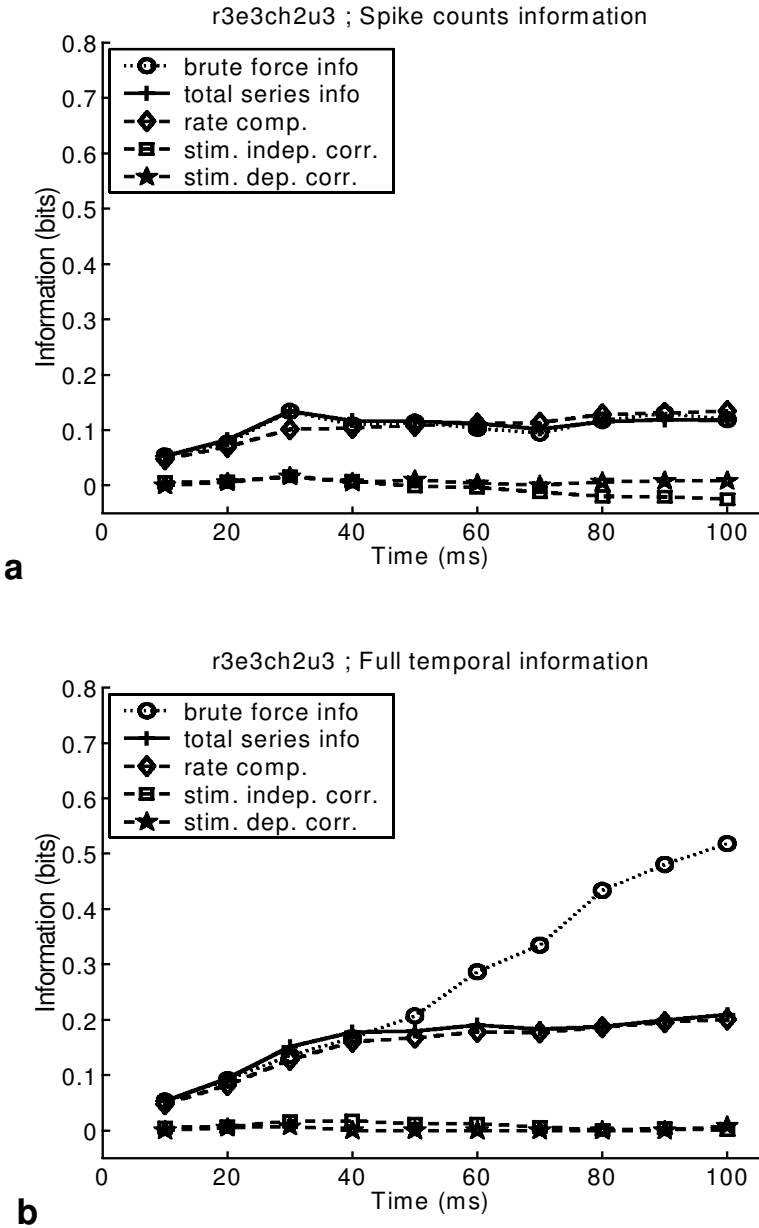 r3e3ch2u3 ; Spike counts information
0.8
0.7
0.6
0.5
0.4
0.3
0.2
0.1
0
Information (bits)
brute force info
total series info
rate comp.
stim. indep. corr.
stim. dep. corr.
0 20 40 60 80 100
Time (ms)
a
r3e3ch2u3 ; Full temporal information
0.8
0.7
0.6
0.5
0.4
0.3
0.2
0.1
0
Information (bits)
brute force info
total series info
rate comp.
stim. indep. corr.
stim. dep. corr.
0 20 40 60 80 100
Time (ms)
b